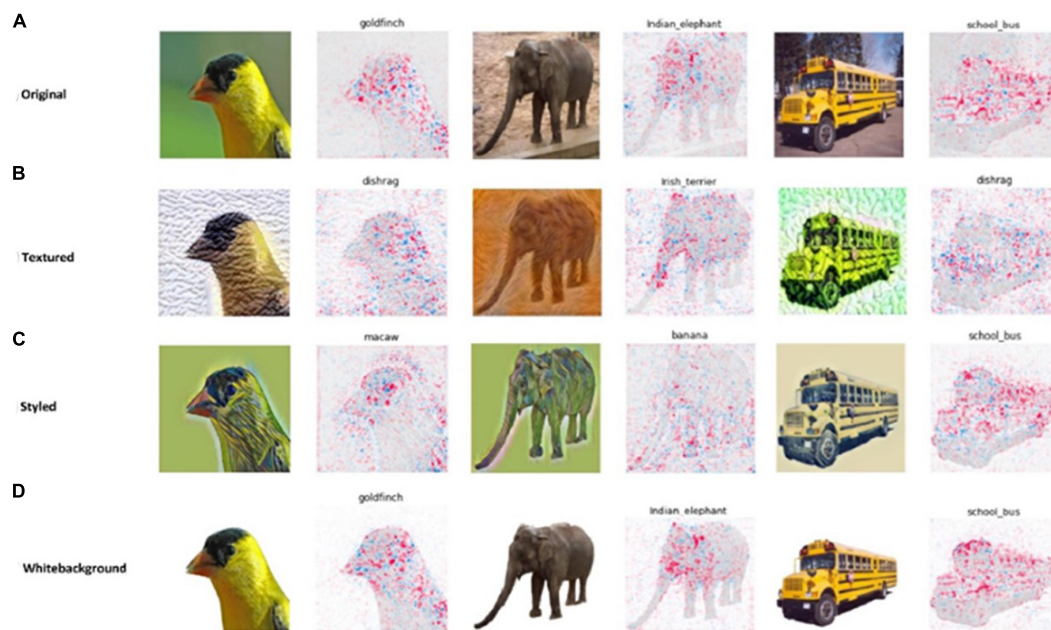 A
goldfinch
Indian_elephant
school_bus
Original
B
dishrag
Irish_terrier
dishrag
Textured
C
macaw
banana
school_bus
Styled
D
goldfinch
Indian_elephant
school_bus
Whitebackground